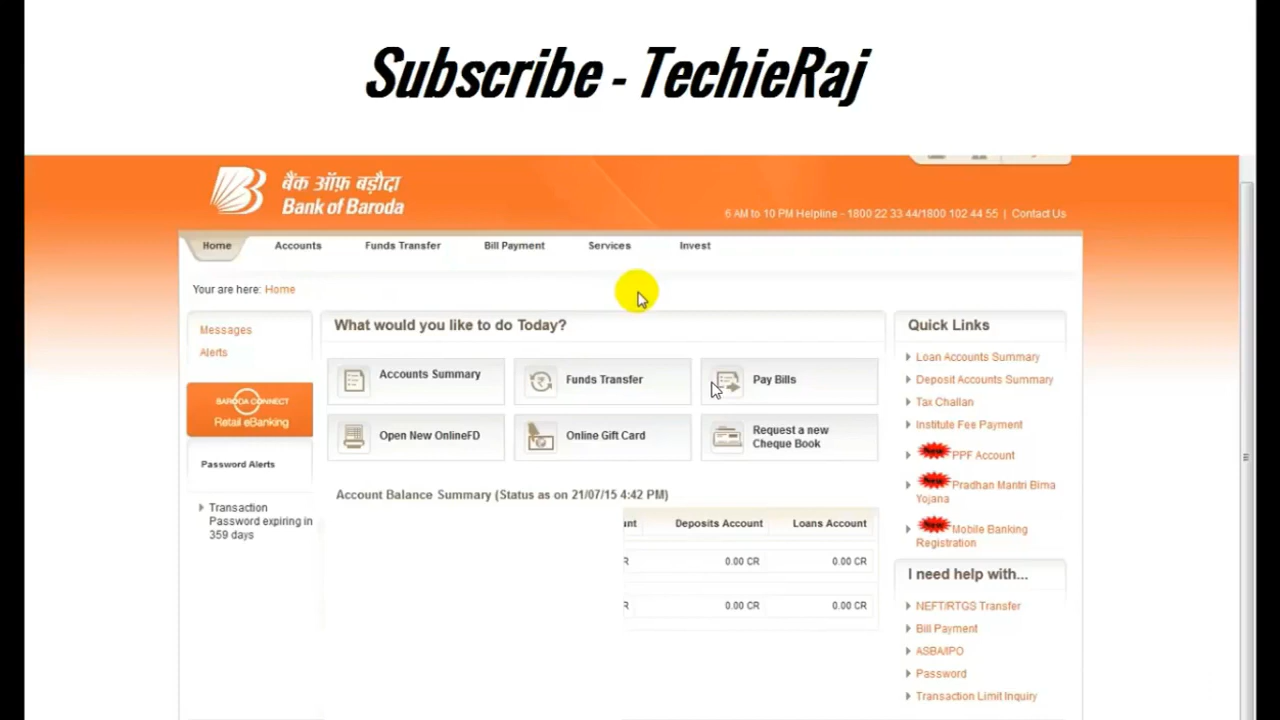 Subscribe - TechieRaj
बैंक ऑफ़ बड़ौदा
Bank of Baroda
6 AM to 10 PM Helpline - 1800 22 33 44/1800 102 44 55 | Contact Us
Home Accounts Funds Transfer Bill Payment Services Invest
Your are here: Home
Messages
Alerts
BARODA CONNECT
Retail eBanking
Password Alerts
Transaction
Password expiring in
359 days
What would you like to do Today?
Accounts Summary
Funds Transfer
Pay Bills
Open New OnlineFD
Online Gift Card
Request a new
Cheque Book
Account Balance Summary (Status as on 21/07/15 4:42 PM)
unt Deposits Account Loans Account
R 0.00 CR 0.00 CR
R 0.00 CR 0.00 CR
Quick Links
Loan Accounts Summary
Deposit Accounts Summary
Tax Challan
Institute Fee Payment
New PPF Account
New Pradhan Mantri Bima
Yojana
New Mobile Banking
Registration
I need help with...
NEFT/RTGS Transfer
Bill Payment
ASBA/IPO
Password
Transaction Limit Inquiry